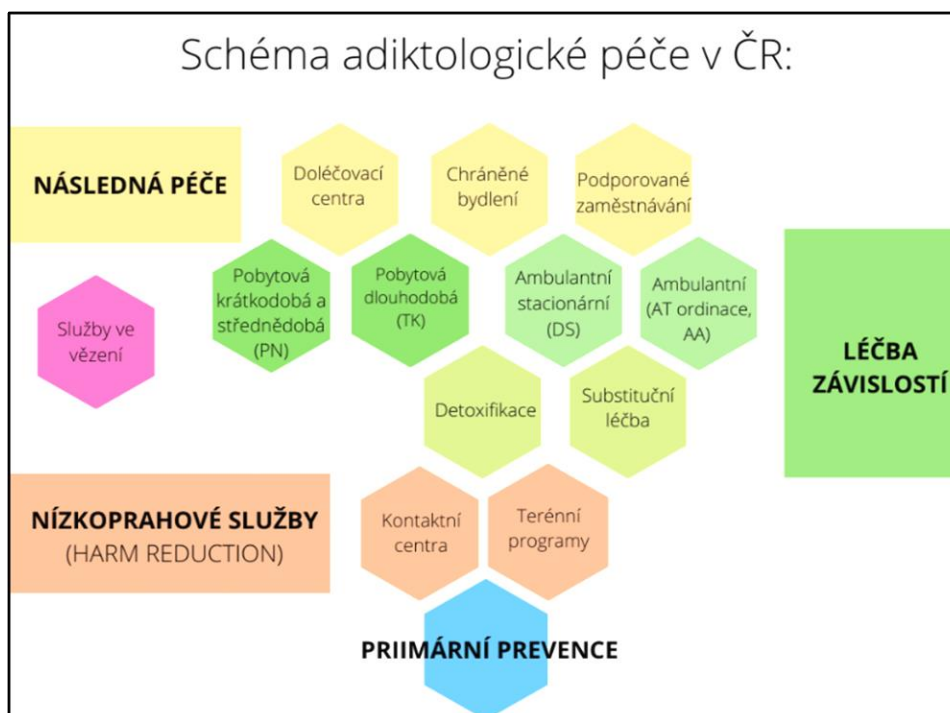 Schéma adiktologické péče v ČR:
NÁSLEDNÁ PÉČE
Doléčovací
centra
Chráněné
bydlení
Podporované
zaměstnávání
Služby ve
vězení
Pobytová
krátkodobá a
střednědobá
(PN)
Pobytová
dlouhodobá
(TK)
Ambulantní
stacionární
(DS)
Ambulantní
(AT ordinace,
AA)
LÉČBA
ZÁVISLOSTÍ
Detoxifikace
Substituční
léčba
NÍZKOPRAHOVÉ SLUŽBY
(HARM REDUCTION)
Kontaktní
centra
Terénní
programy
PRIIMÁRNÍ PREVENCE